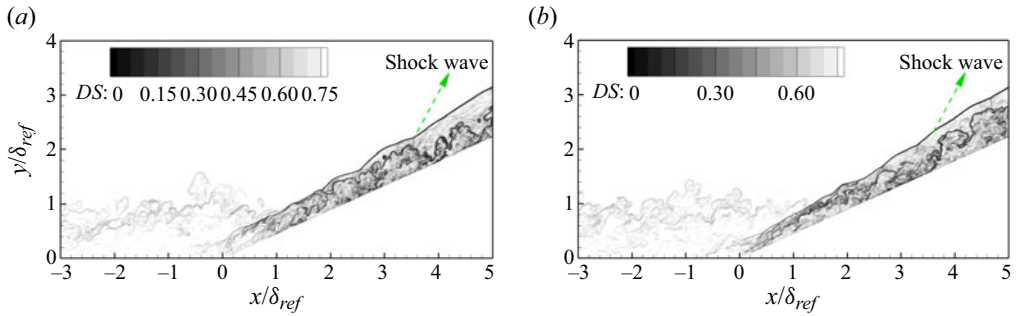 (a)
4
3
2
1
0
y/δref
Shock wave
DS: 0 0.15 0.30 0.45 0.60 0.75
–3 –2 –1 0 1 2 3 4 5
x/δref
(b)
4
3
2
1
0
Shock wave
DS: 0 0.30 0.60
–3 –2 –1 0 1 2 3 4 5
x/δref